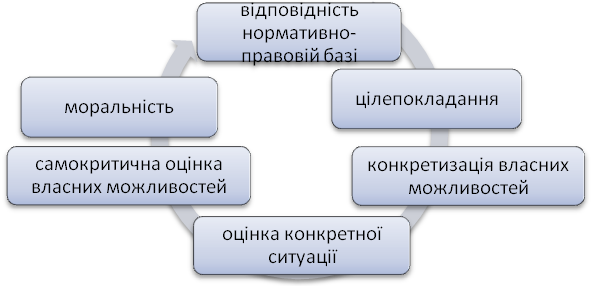 відповідність
нормативно-
правовій базі
цілепокладання
конкретизація власних
можливостей
оцінка конкретної
ситуації
самокритична оцінка
власних можливостей
моральність